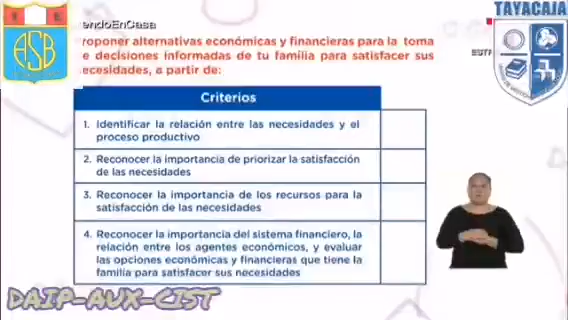 endoEnCasa
TAYACAJA
roponer alternativas económicas y financieras para la toma
e decisiones informadas de tu familia para satisfacer sus
ecesidades, a partir de:
ESTR
ASB
Criterios
1. Identificar la relación entre las necesidades y el
proceso productivo
2. Reconocer la importancia de priorizar la satisfacción
de las necesidades
3. Reconocer la importancia de los recursos para la
satisfacción de las necesidades
4. Reconocer la importancia del sistema financiero, la
relación entre los agentes económicos, y evaluar
las opciones económicas y financieras que tiene la
familia para satisfacer sus necesidades
DAIP-AUX-CIST